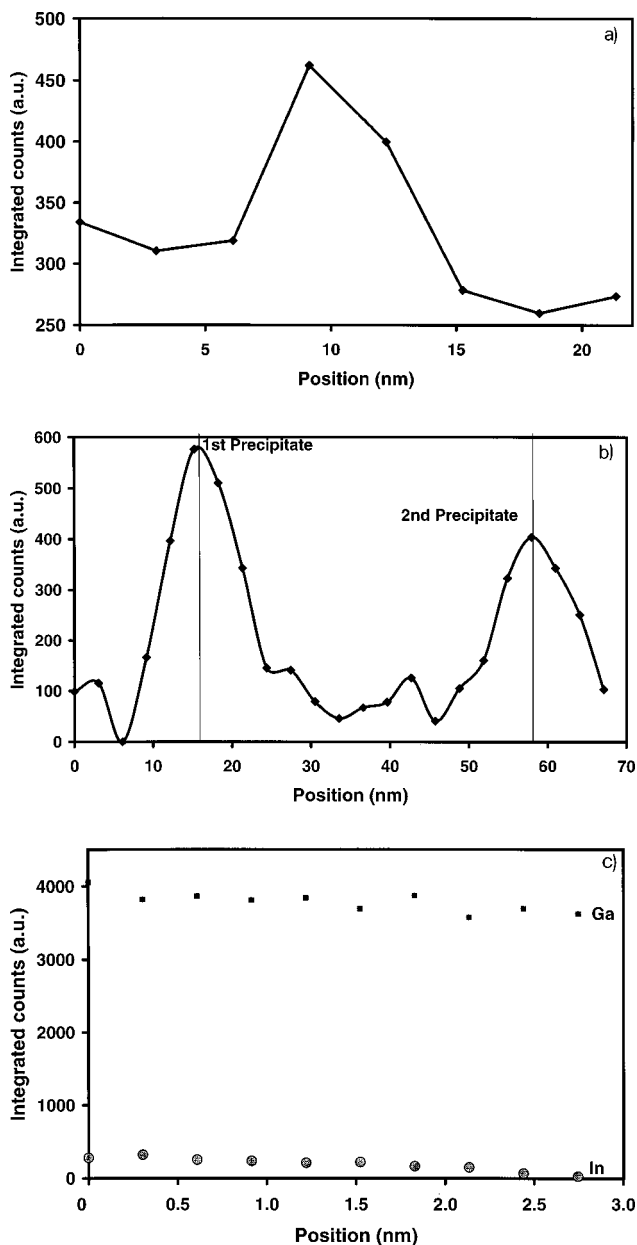 a)
500
450
400
350
300
250
Integrated counts (a.u.)
0 5 10 15 20
Position (nm)
b)
1st Precipitate
2nd Precipitate
600
500
400
300
200
100
0
Integrated counts (a.u.)
0 10 20 30 40 50 60 70
Position (nm)
c)
4000
3000
2000
1000
0
Integrated counts (a.u.)
Ga
In
0 0.5 1.0 1.5 2.0 2.5 3.0
Position (nm)